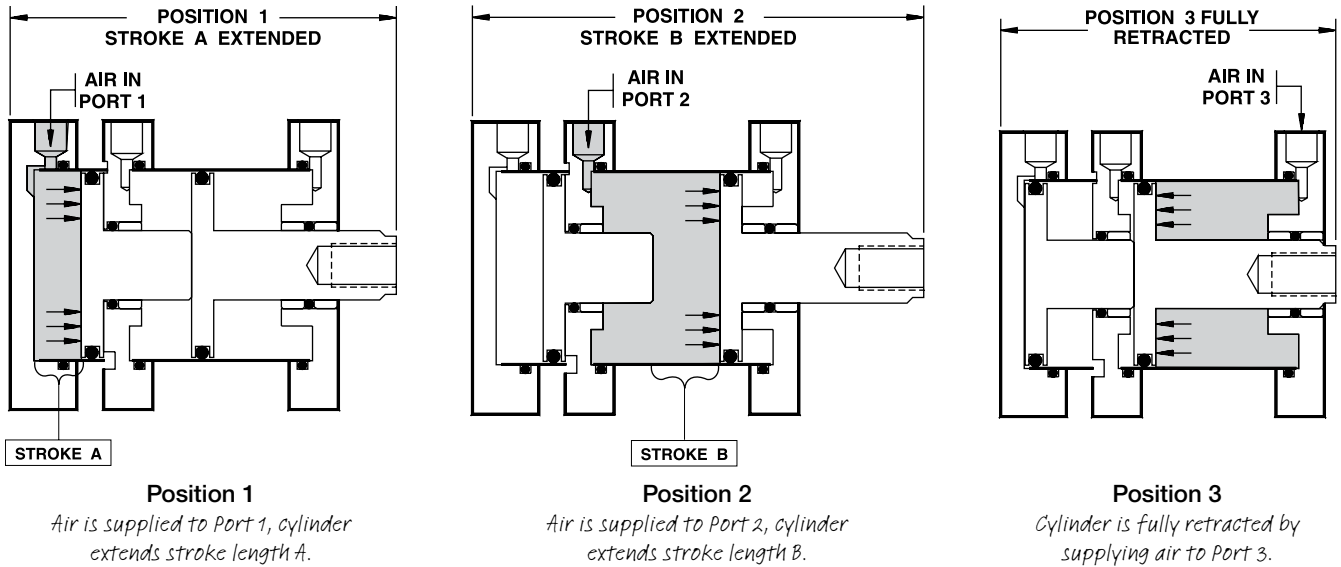 POSITION 1
STROKE A EXTENDED
AIR IN
PORT 1
STROKE A
Position 1
Air is supplied to Port 1, cylinder
extends stroke length A.
POSITION 2
STROKE B EXTENDED
AIR IN
PORT 2
STROKE B
Position 2
Air is supplied to Port 2, cylinder
extends stroke length B.
POSITION 3 FULLY
RETRACTED
AIR IN
PORT 3
Position 3
Cylinder is fully retracted by
supplying air to Port 3.